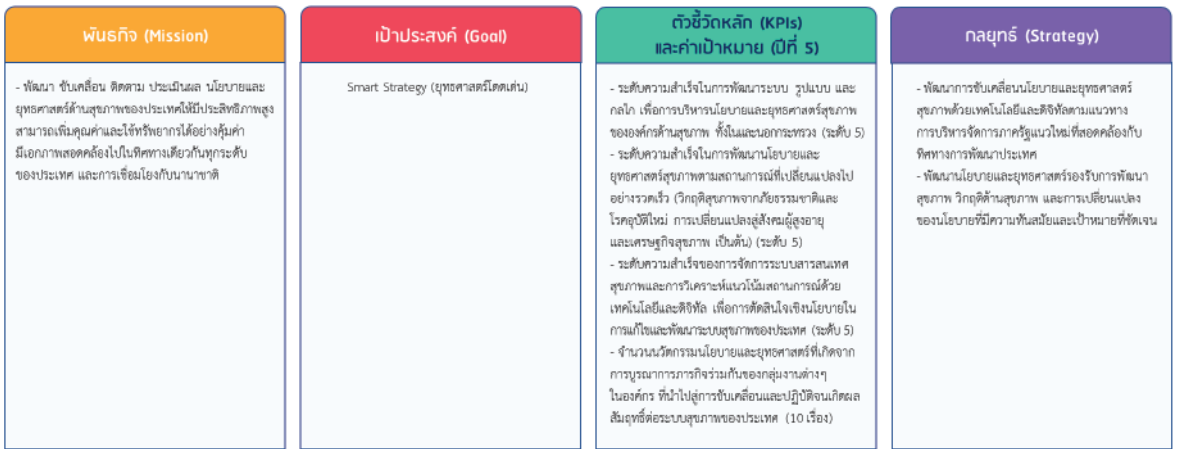 พันธกิจ (Mission)
- พัฒนา ขับเคลื่อน ติดตาม ประเมินผล นโยบายและ
ยุทธศาสตร์ด้านสุขภาพของประเทศให้มีประสิทธิภาพสูง
สามารถเพิ่มคุณค่าและใช้ทรัพยากรได้อย่างคุ้มค่า
มีเอกภาพสอดคล้องไปในทิศทางเดียวกันทุกระดับ
ของประเทศ และการเชื่อมโยงกับนานาชาติ
เป้าประสงค์ (Goal)
Smart Strategy (ยุทธศาสตร์โดดเด่น)
ตัวชี้วัดหลัก (KPIs)
และค่าเป้าหมาย (ปีที่ 5)
- ระดับความสำเร็จในการพัฒนาระบบ รูปแบบ และ
กลไก เพื่อการบริหารนโยบายและยุทธศาสตร์สุขภาพ
ขององค์กรด้านสุขภาพ ทั้งในและนอกกระทรวง (ระดับ 5)
- ระดับความสำเร็จในการพัฒนานโยบายและ
ยุทธศาสตร์สุขภาพตามสถานการณ์ที่เปลี่ยนแปลงไป
อย่างรวดเร็ว (วิกฤติสุขภาพจากภัยธรรมชาติและ
โรคอุบัติใหม่ การเปลี่ยนแปลงสู่สังคมผู้สูงอายุ
และเศรษฐกิจสุขภาพ เป็นต้น) (ระดับ 5)
- ระดับความสำเร็จของการจัดการระบบสารสนเทศ
สุขภาพและการวิเคราะห์แนวโน้มสถานการณ์ด้วย
เทคโนโลยีและดิจิทัล เพื่อการตัดสินใจเชิงนโยบายใน
การแก้ไขและพัฒนาระบบสุขภาพของประเทศ (ระดับ 5)
- จำนวนนวัตกรรมนโยบายและยุทธศาสตร์ที่เกิดจาก
การบูรณาการภารกิจร่วมกันของกลุ่มงานต่างๆ
ในองค์กร ที่นำไปสู่การขับเคลื่อนและปฏิบัติจนเกิดผล
สัมฤทธิ์ต่อระบบสุขภาพของประเทศ (10 เรื่อง)
กลยุทธ์ (Strategy)
- พัฒนาการขับเคลื่อนนโยบายและยุทธศาสตร์
สุขภาพด้วยเทคโนโลยีและดิจิทัลตามแนวทาง
การบริหารจัดการภาครัฐแนวใหม่ที่สอดคล้องกับ
ทิศทางการพัฒนาประเทศ
- พัฒนานโยบายและยุทธศาสตร์รองรับการพัฒนา
สุขภาพ วิกฤติด้านสุขภาพ และการเปลี่ยนแปลง
ของนโยบายที่มีความทันสมัยและเป้าหมายที่ชัดเจน